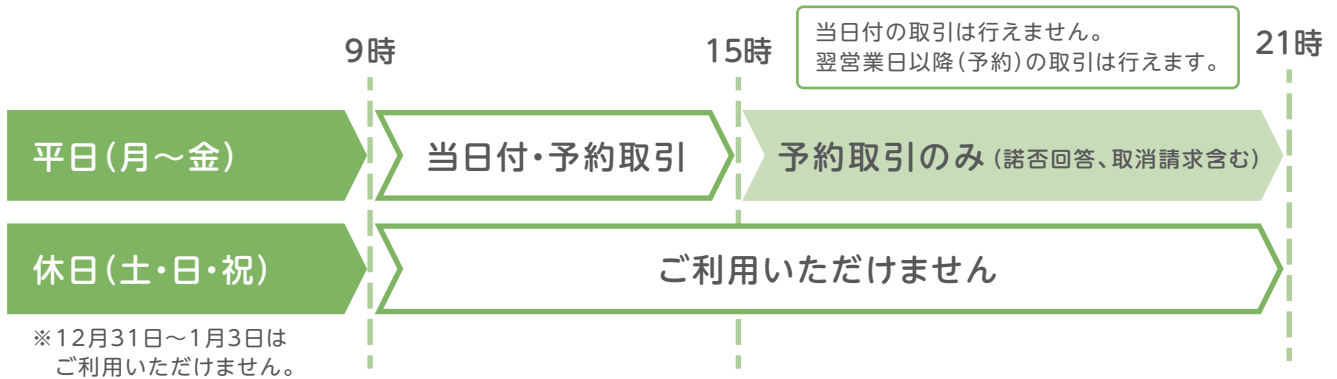 9時
15時
当日付の取引は行えません。
翌営業日以降(予約)の取引は行えます。
21時
平日(月〜金)
当日付・予約取引
予約取引のみ(諾否回答、取消請求含む)
休日(土・日・祝)
ご利用いただけません
※12月31日〜1月3日は
ご利用いただけません。